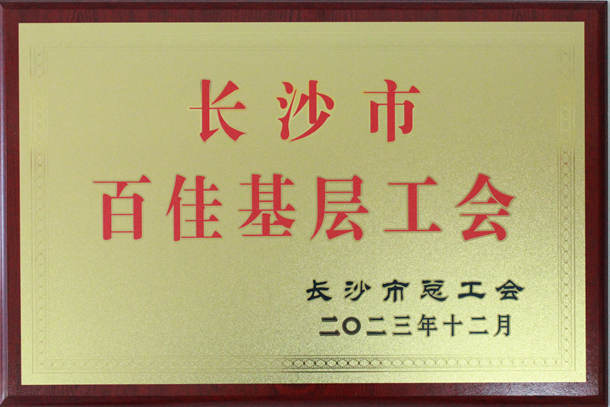 长沙市
百佳基层工会
长沙市总工会
二〇二三年十二月